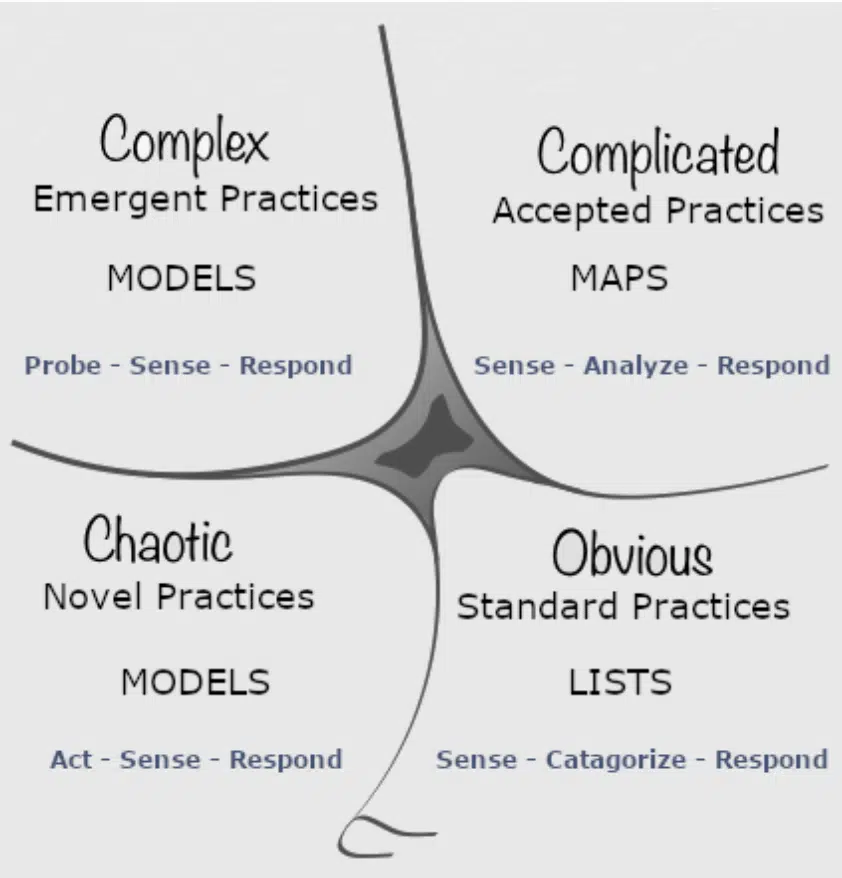 Complex
Emergent Practices
MODELS
Probe - Sense - Respond
Complicated
Accepted Practices
MAPS
Sense - Analyze - Respond
Chaotic
Novel Practices
MODELS
Act - Sense - Respond
Obvious
Standard Practices
LISTS
Sense - Catagorize - Respond